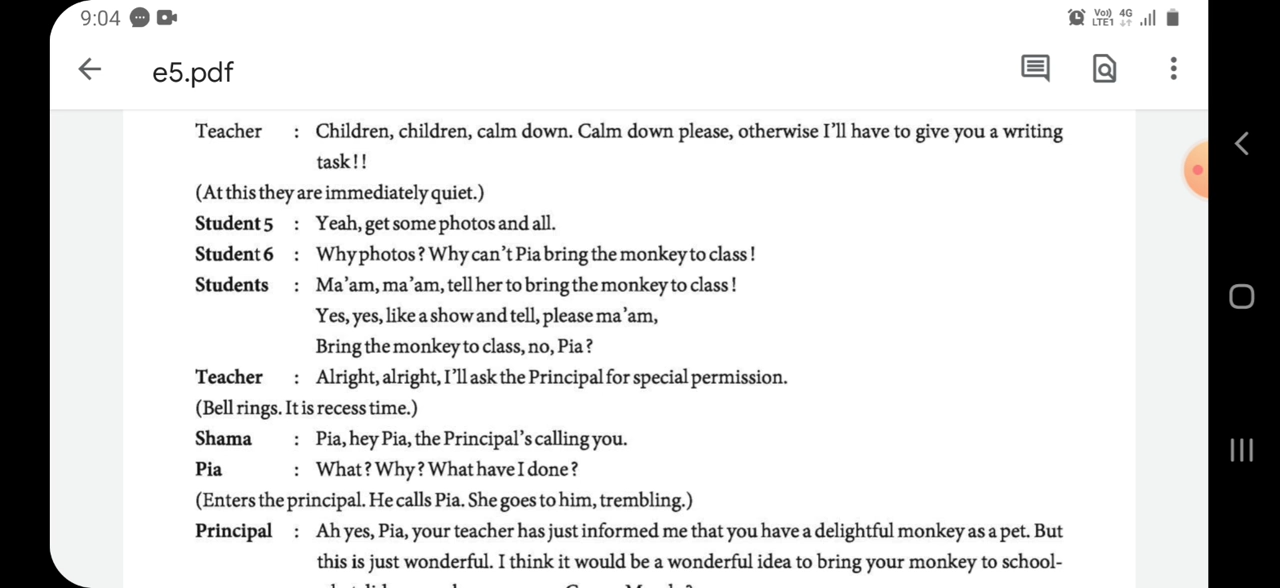 9:04
Vo)) 4G
LTE1
e5.pdf
Teacher : Children, children, calm down. Calm down please, otherwise I'll have to give you a writing
task!!
(At this they are immediately quiet.)
Student 5 : Yeah, get some photos and all.
Student 6 : Why photos? Why can't Pia bring the monkey to class!
Students : Ma'am, ma'am, tell her to bring the monkey to class!
Yes, yes, like a show and tell, please ma'am,
Bring the monkey to class, no, Pia?
Teacher : Alright, alright, I'll ask the Principal for special permission.
(Bell rings. It is recess time.)
Shama : Pia, hey Pia, the Principal's calling you.
Pia : What? Why? What have I done?
(Enters the principal. He calls Pia. She goes to him, trembling.)
Principal : Ah yes, Pia, your teacher has just informed me that you have a delightful monkey as a pet. But
this is just wonderful. I think it would be a wonderful idea to bring your monkey to school-